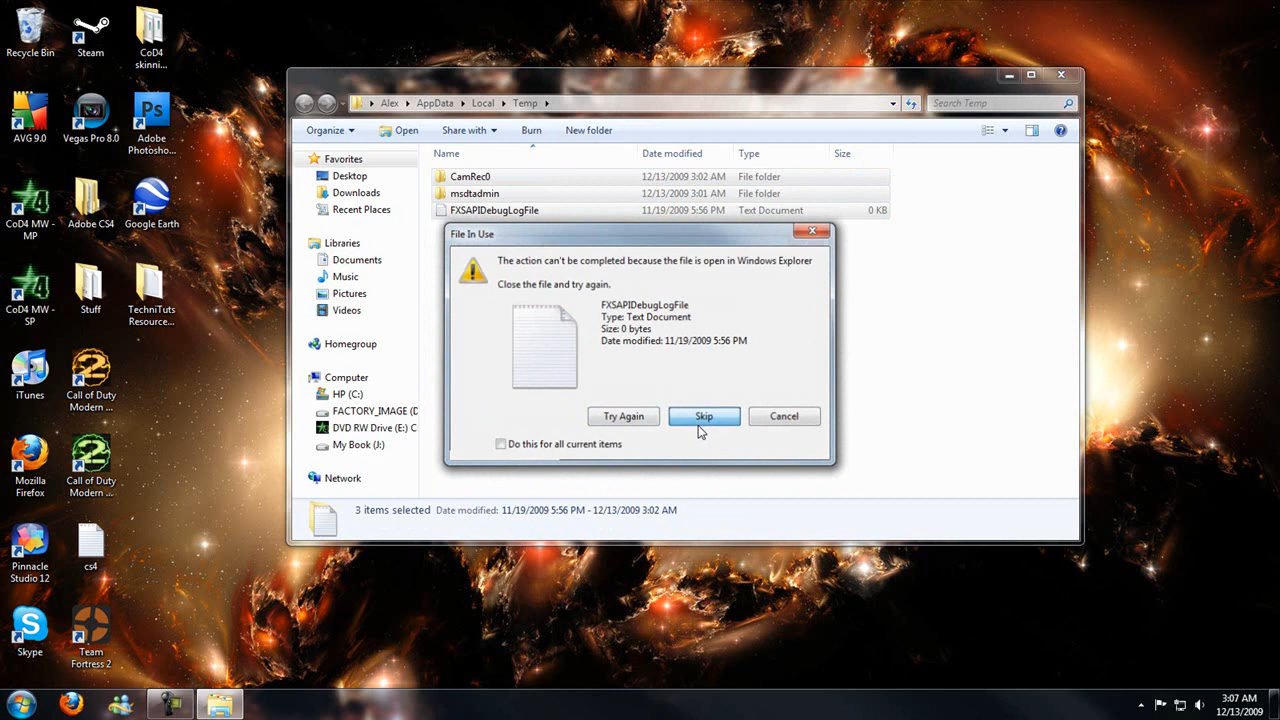 Recycle Bin
Steam
CoD4
skinni...
AVG 9.0
Vegas Pro 8.0
Adobe
Photosho...
CoD4 MW -
MP
Adobe CS4
Google Earth
CoD4 MW -
SP
Stuff
TechniTuts
Resource...
iTunes
Call of Duty
Modern ...
Mozilla
Firefox
Call of Duty
Modern ...
Pinnacle
Studio 12
cs4
Skype
Team
Fortress 2
Alex
AppData
Local
Temp
Search Temp
Organize
Open
Share with
Burn
New folder
Favorites
Desktop
Downloads
Recent Places
Libraries
Documents
Music
Pictures
Videos
Homegroup
Computer
HP (C:)
FACTORY_IMAGE (D
DVD RW Drive (E:) C
My Book (J:)
Network
Name
Date modified
Type
Size
CamRec0
12/13/2009 3:02 AM
File folder
msdtadmin
12/13/2009 3:01 AM
File folder
FXSAPIDebugLogFile
11/19/2009 5:56 PM
Text Document
0 KB
File In Use
The action can't be completed because the file is open in Windows Explorer
Close the file and try again.
FXSAPIDebugLogFile
Type: Text Document
Size: 0 bytes
Date modified: 11/19/2009 5:56 PM
Try Again
Skip
Cancel
Do this for all current items
3 items selected
Date modified: 11/19/2009 5:56 PM - 12/13/2009 3:02 AM
3:07 AM
12/13/2009